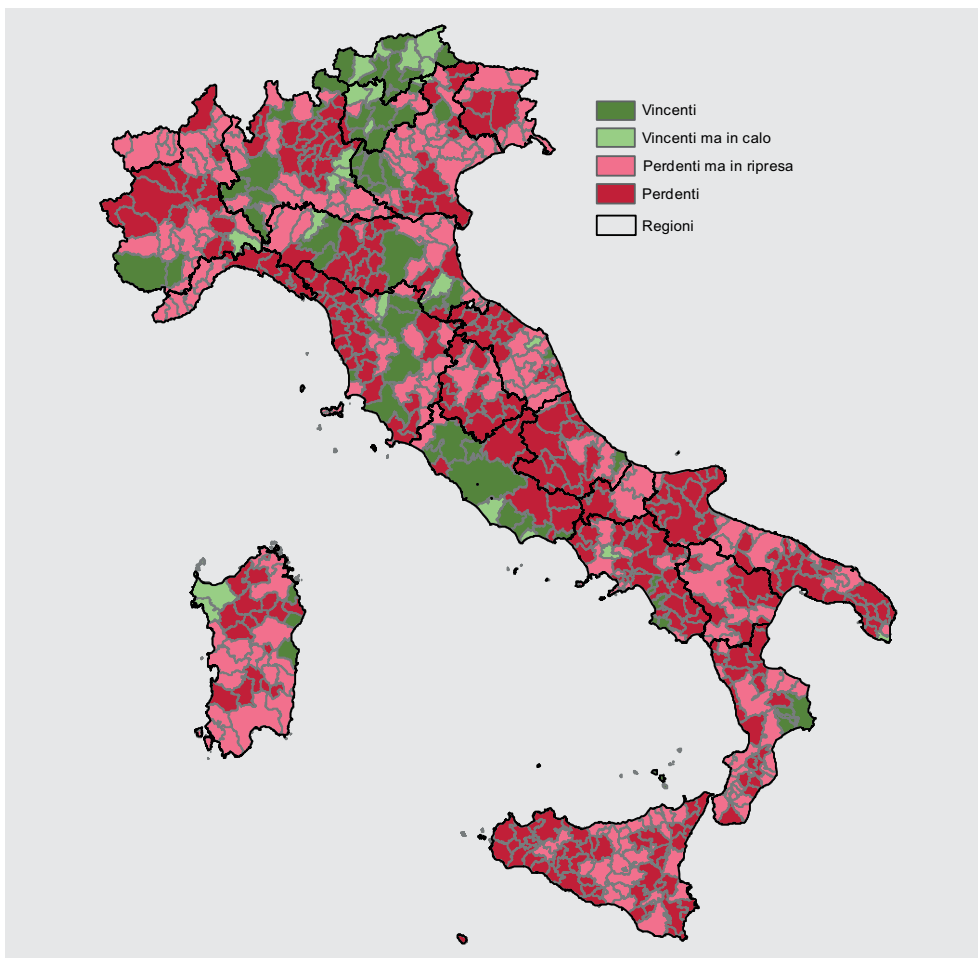 Vincenti
Vincenti ma in calo
Perdenti ma in ripresa
Perdenti
Regioni